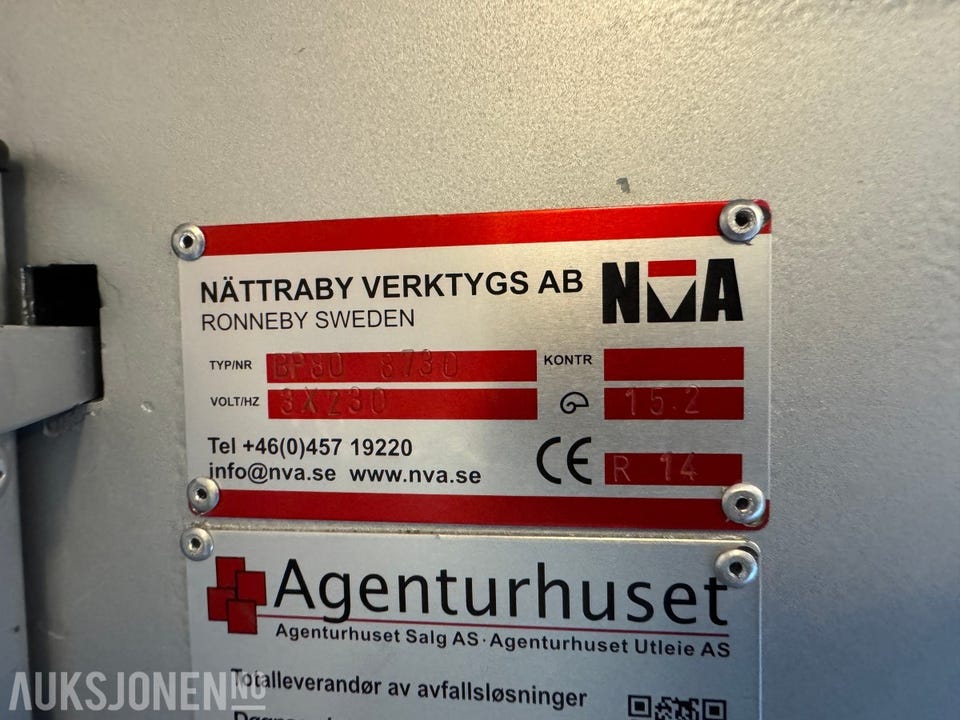 NÄTTRABY VERKTYGS AB
NVA
RONNEBY SWEDEN
TYP/NR BP80 8730 KONTR
VOLT/HZ 3X230 15.2
Tel +46(0)457 19220
info@nva.se www.nva.se
CE R 14
Agenturhuset
Agenturhuset Salg AS · Agenturhuset Utleie AS
Totalleverandør av avfallsløsninger
AUKSJONEN NO